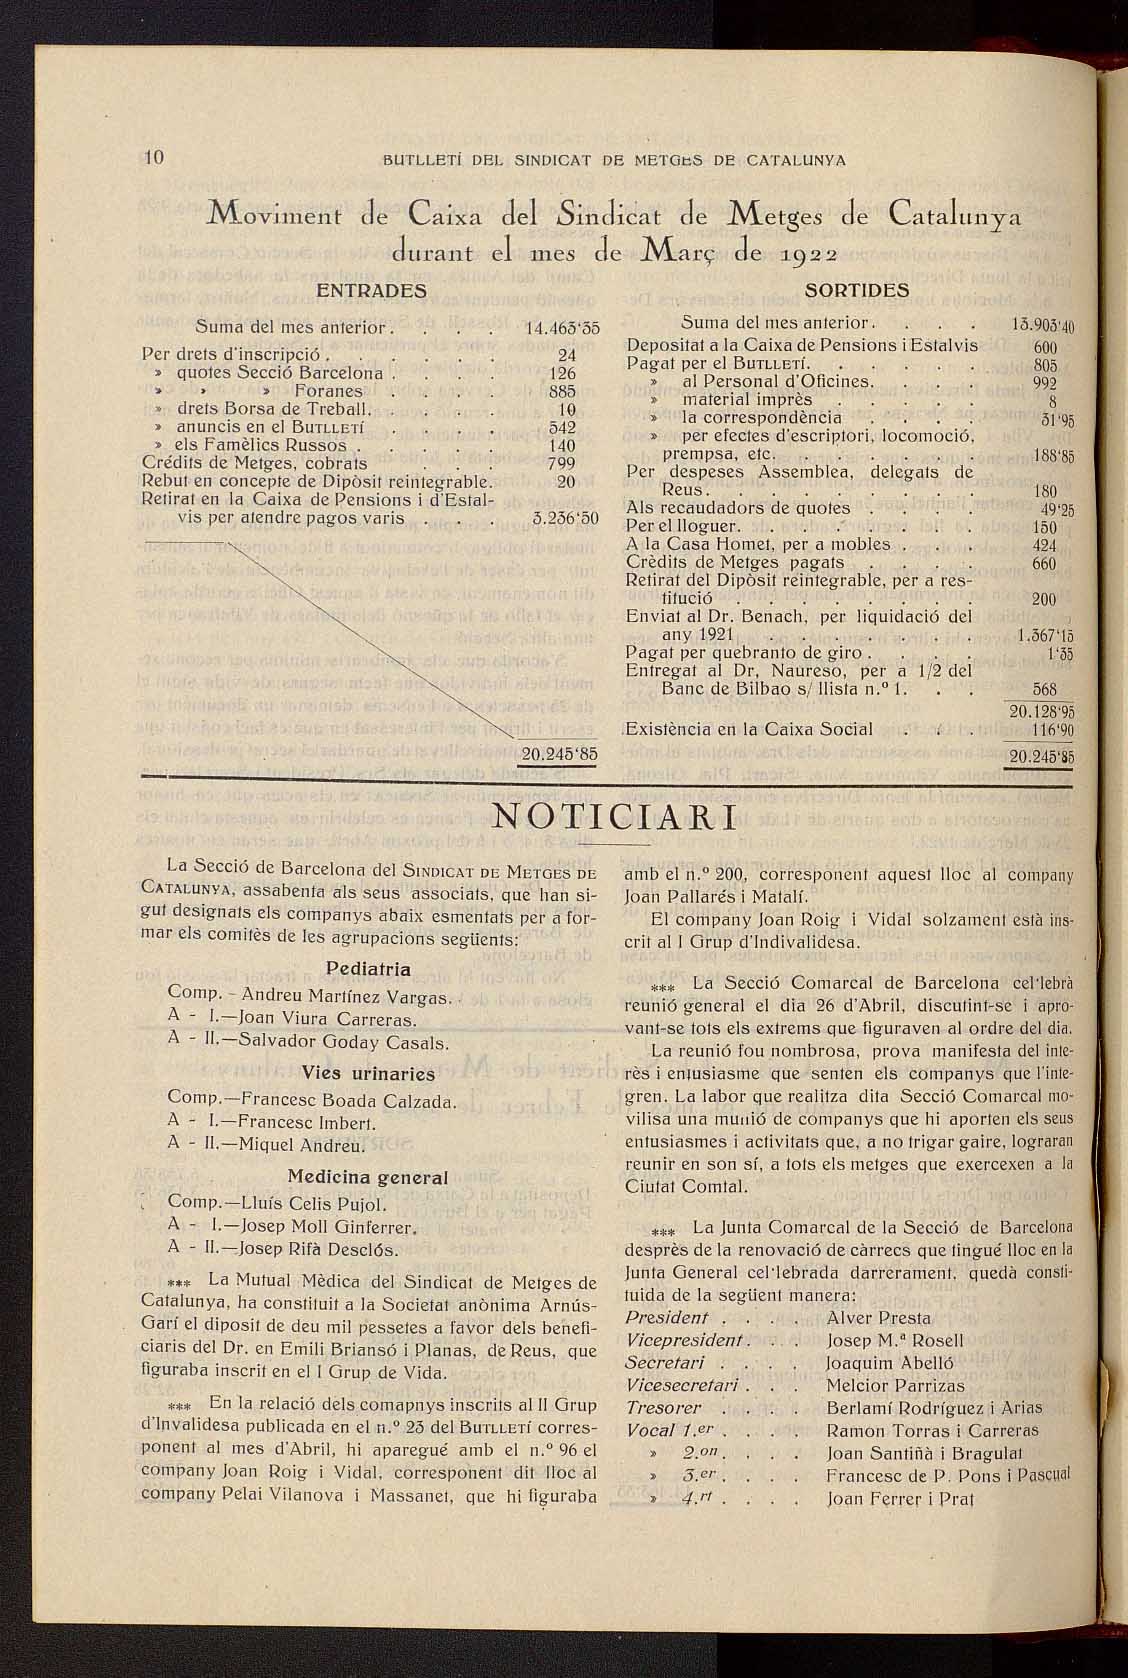 10
BUTLLETÍ DEL SINDICAT DE METGES DE CATALUNYA
Moviment de Caixa del Sindicat de Metges de Catalunya
durant el mes de Març de 1922
ENTRADES
Suma del mes anterior. . . . 14.463‘35
Per drets d'inscripció . . . . . . 24
» quotes Secció Barcelona . . . . 126
» » » Foranes . . . 885
» drets Borsa de Treball. . . . . 10
» anuncis en el BUTLLETÍ . . . . 542
» els Famèlics Russos . . . . . 140
Crédits de Metges, cobrats . . . 799
Rebut en concepte de Dipòsit reintegrable. 20
Retirat en la Caixa de Pensions i d'Estal-
vis per atendre pagos varis . . . 3.236‘50
20.245‘85
SORTIDES
Suma del mes anterior. . . . 13.903‘40
Depositat a la Caixa de Pensions i Estalvis 600
Pagat per el BUTLLETÍ. . . . . . 805
» al Personal d'Oficines. . . . 992
» material imprès . . . . . 8
» la correspondència . . . . 31‘95
» per efectes d'escriptori, locomoció,
prempsa, etc. . . . . . . 188‘85
Per despeses Assemblea, delegats de
Reus. . . . . . . . . 180
Als recaudadors de quotes . . . . 49‘25
Per el lloguer. . . . . . . . 150
A la Casa Homet, per a mobles . . . 424
Crèdits de Metges pagats . . . . 660
Retirat del Dipòsit reintegrable, per a res-
titució . . . . . . . . 200
Enviat al Dr. Benach, per liquidació del
any 1921 . . . . . . . 1.367‘15
Pagat per quebranto de giro . . . . 1‘35
Entregat al Dr, Naureso, per a 1/2 del
Banc de Bilbao s/ llista n.º 1. . . 568
20.128‘95
Existència en la Caixa Social . . . 116‘90
20.245‘85
NOTICIARI
La Secció de Barcelona del SINDICAT DE METGES DE
CATALUNYA, assabenta als seus associats, que han si-
gut designats els companys abaix esmentats per a for-
mar els comitès de les agrupacions següents:
Pediatria
Comp. - Andreu Martínez Vargas.
A - I.—Joan Viura Carreras.
A - II.—Salvador Goday Casals.
Vies urinaries
Comp.—Francesc Boada Calzada.
A - I.—Francesc Imbert.
A - II.—Miquel Andreu.
Medicina general
Comp.—Lluís Celis Pujol.
A - I.—Josep Moll Ginferrer.
A - II.—Josep Rifà Desclós.
*** La Mutual Mèdica del Sindicat de Metges de
Catalunya, ha constituit a la Societat anònima Arnús-
Garí el diposit de deu mil pessetes a favor dels benefi-
ciaris del Dr. en Emili Briansó i Planas, de Reus, que
figuraba inscrit en el I Grup de Vida.
*** En la relació dels comapnys inscrits al II Grup
d'Invalidesa publicada en el n.º 23 del BUTLLETÍ corres-
ponent al mes d'Abril, hi aparegué amb el n.º 96 el
company Joan Roig i Vidal, corresponent dit lloc al
company Pelai Vilanova i Massanet, que hi figuraba
amb el n.º 200, corresponent aquest lloc al company
Joan Pallarés i Matalí.
El company Joan Roig i Vidal solzament està ins-
crit al I Grup d'Indivalidesa.
*** La Secció Comarcal de Barcelona cel·lebrà
reunió general el dia 26 d'Abril, discutint-se i apro-
vant-se tots els extrems que figuraven al ordre del dia.
La reunió fou nombrosa, prova manifesta del inte-
rès i entusiasme que senten els companys que l'inte-
gren. La labor que realitza dita Secció Comarcal mo-
vilisa una munió de companys que hi aporten els seus
entusiasmes i activitats que, a no trigar gaire, lograran
reunir en son sí, a tots els metges que exercexen a la
Ciutat Comtal.
*** La Junta Comarcal de la Secció de Barcelona
desprès de la renovació de càrrecs que tingué lloc en la
Junta General cel·lebrada darrerament, quedà consti-
tuida de la següent manera:
President . . . . Alver Presta
Vicepresident. . . . Josep M.ª Rosell
Secretari . . . . Joaquim Abelló
Vicesecretari . . . Melcior Parrizas
Tresorer . . . . Berlamí Rodríguez i Arias
Vocal 1.er . . . . Ramon Torras i Carreras
» 2.on . . . . Joan Santiñà i Bragulat
» 3.er . . . . Francesc de P. Pons i Pascual
» 4.rt . . . . Joan Ferrer i Prat